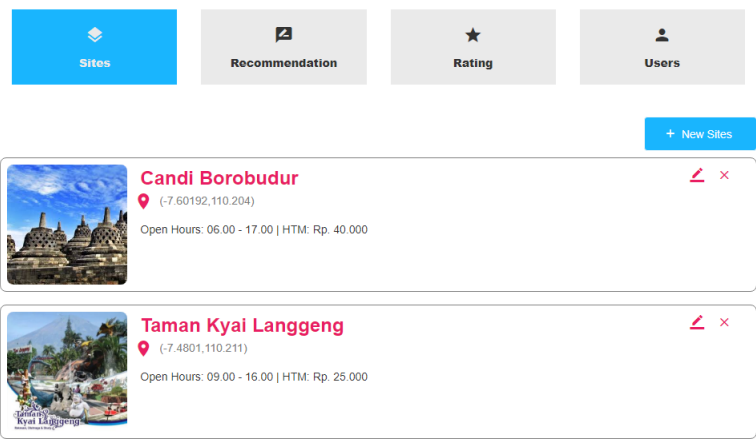 Sites
Recommendation
Rating
Users
+ New Sites
Candi Borobudur
(-7.60192,110.204)
Open Hours: 06.00 - 17.00 | HTM: Rp. 40.000
Taman Kyai Langgeng
(-7.4801,110.211)
Open Hours: 09.00 - 16.00 | HTM: Rp. 25.000
Taman
Kyai Langgeng